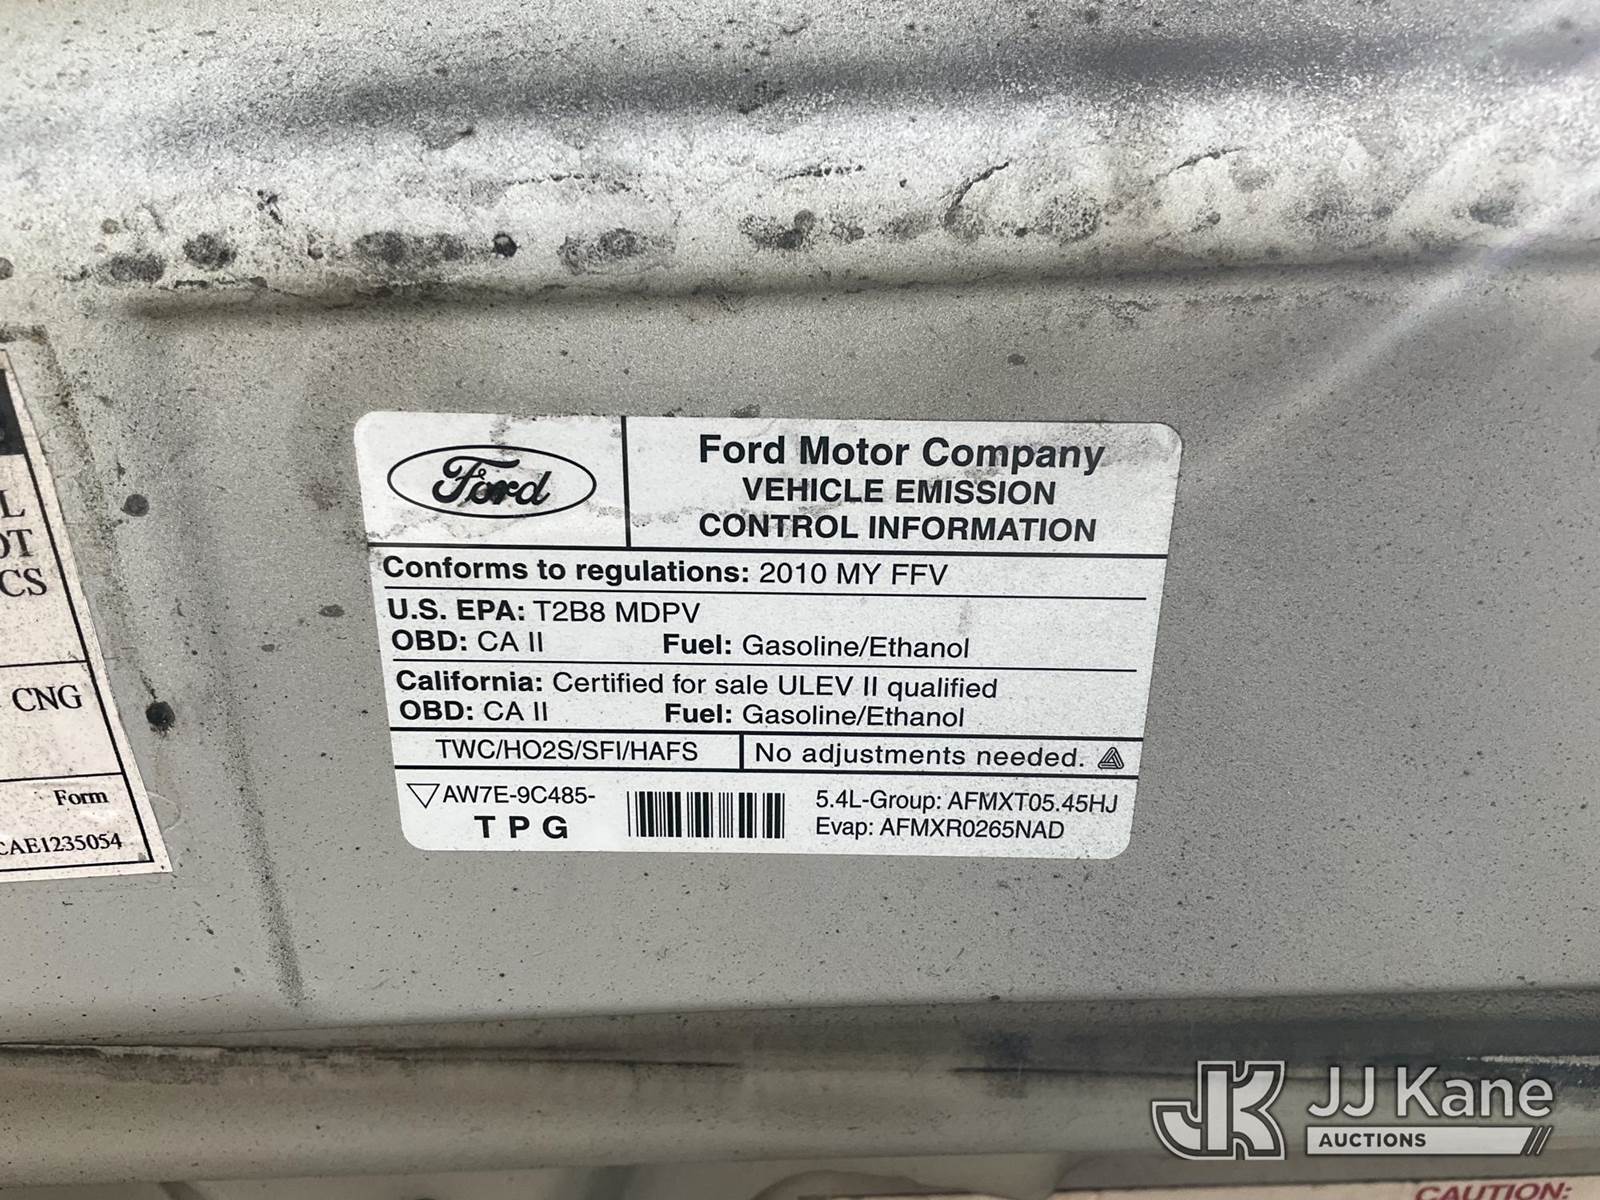 Ford
Ford Motor Company
VEHICLE EMISSION
CONTROL INFORMATION
Conforms to regulations: 2010 MY FFV
U.S. EPA: T2B8 MDPV
OBD: CA II Fuel: Gasoline/Ethanol
California: Certified for sale ULEV II qualified
OBD: CA II Fuel: Gasoline/Ethanol
TWC/HO2S/SFI/HAFS No adjustments needed.
AW7E-9C485-
TPG
5.4L-Group: AFMXT05.45HJ
Evap: AFMXR0265NAD
L
OT
CS
CNG
Form
CAE1235054
JK JJ Kane
AUCTIONS
CAUTION: